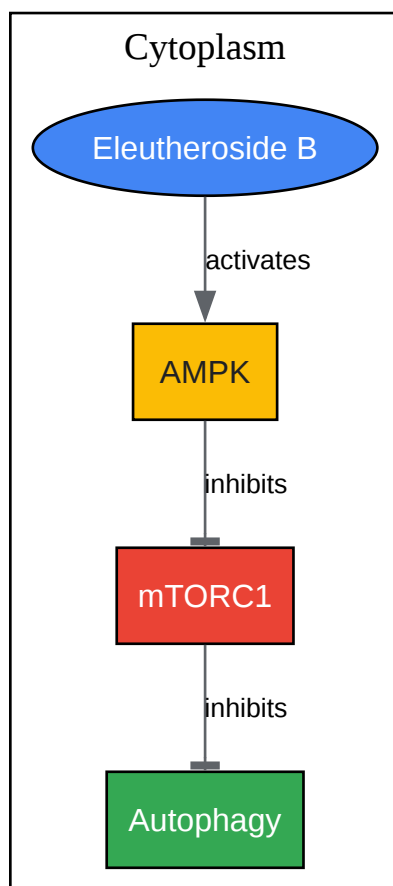 Cytoplasm
Eleutheroside B
activates
AMPK
inhibits
mTORC1
inhibits
Autophagy